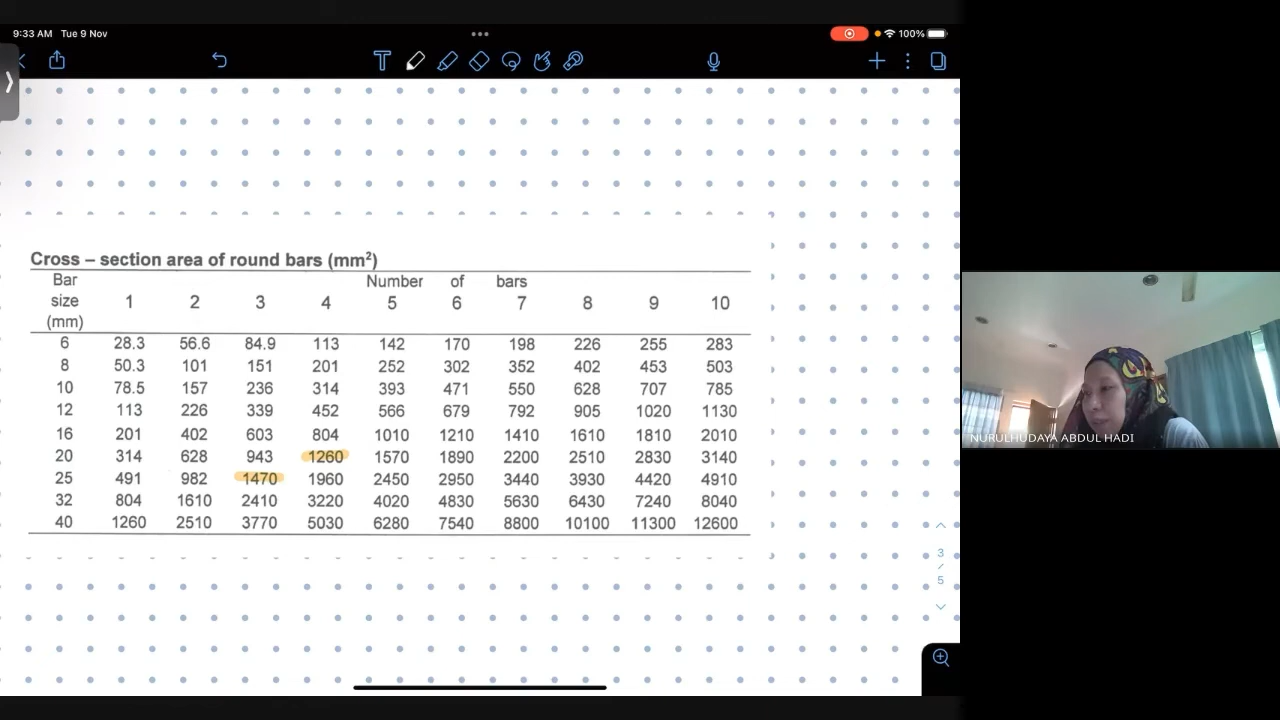 9:33 AM Tue 9 Nov
100%
Cross – section area of round bars (mm²)
Bar Number of bars
size 1 2 3 4 5 6 7 8 9 10
(mm)
6 28.3 56.6 84.9 113 142 170 198 226 255 283
8 50.3 101 151 201 252 302 352 402 453 503
10 78.5 157 236 314 393 471 550 628 707 785
12 113 226 339 452 566 679 792 905 1020 1130
16 201 402 603 804 1010 1210 1410 1610 1810 2010
20 314 628 943 1260 1570 1890 2200 2510 2830 3140
25 491 982 1470 1960 2450 2950 3440 3930 4420 4910
32 804 1610 2410 3220 4020 4830 5630 6430 7240 8040
40 1260 2510 3770 5030 6280 7540 8800 10100 11300 12600
3
/
5
NURULHUDAYA ABDUL HADI